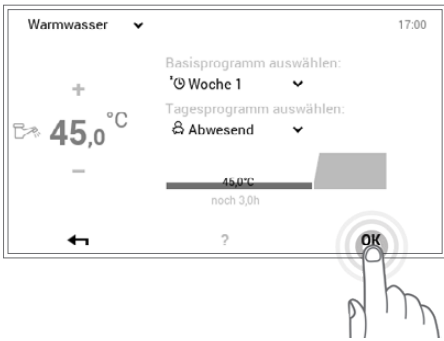 Warmwasser
17:00
Basisprogramm auswählen:
Woche 1
Tagesprogramm auswählen:
Abwesend
+
45,0°C
−
45,0°C
noch 3,0h
?
OK